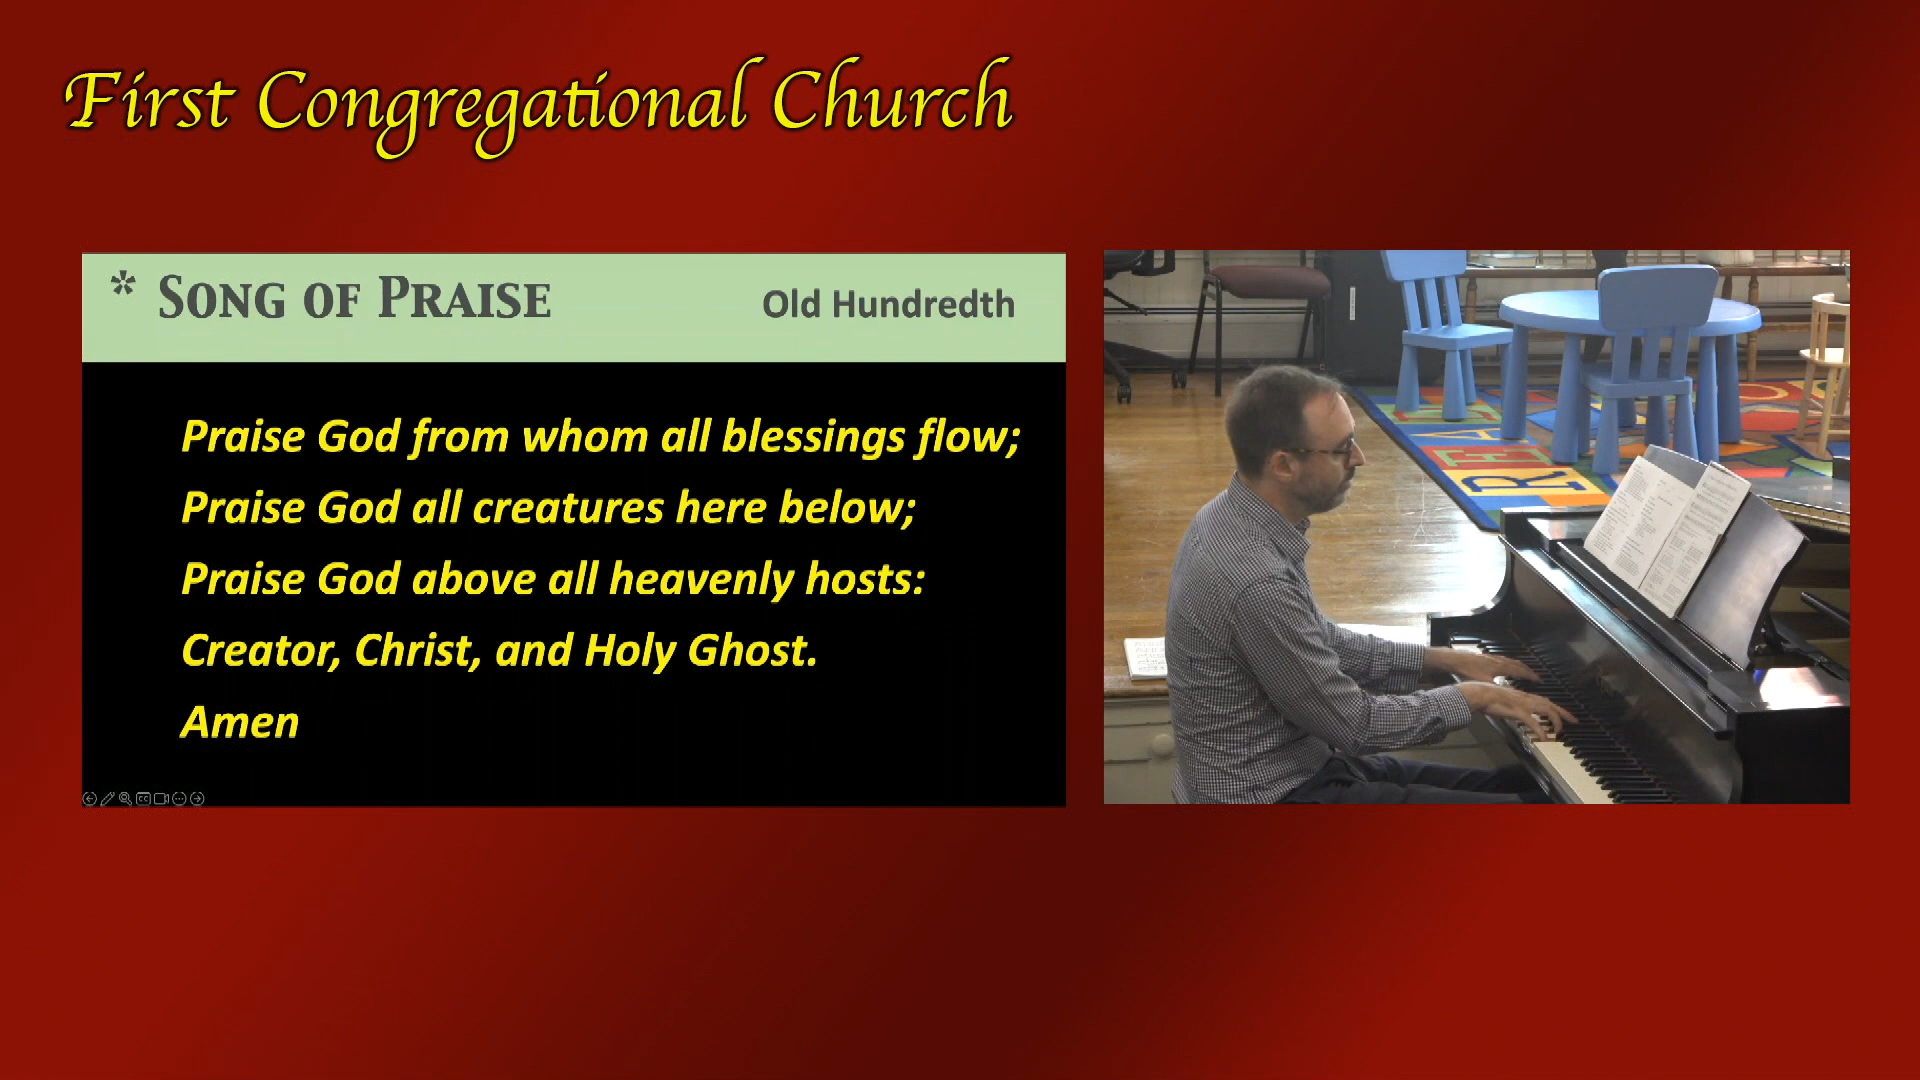 First Congregational Church
* SONG OF PRAISE Old Hundredth
Praise God from whom all blessings flow;
Praise God all creatures here below;
Praise God above all heavenly hosts:
Creator, Christ, and Holy Ghost.
Amen
R E A